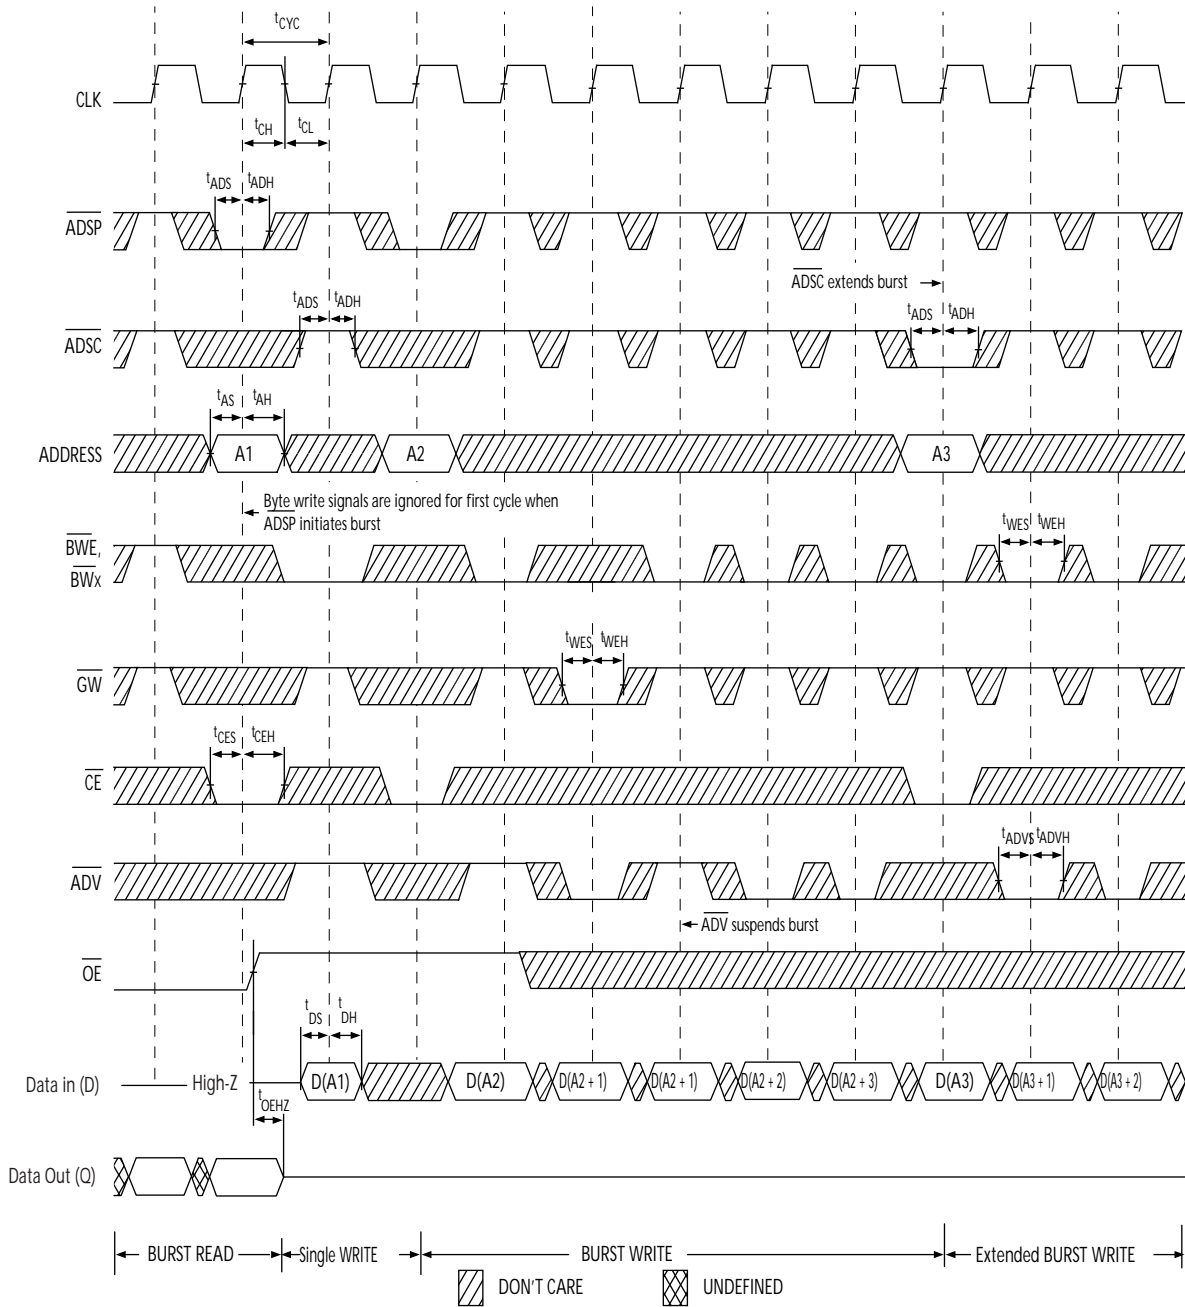 tCYC
CLK
tCH
tCL
tADS
tADH
ADSP
ADSC extends burst
tADS
tADH
tADS
tADH
ADSC
tAS
tAH
ADDRESS
A1
A2
A3
Byte write signals are ignored for first cycle when
ADSP initiates burst
tWES
tWEH
BWE,
BWx
tWES
tWEH
GW
tCES
tCEH
CE
tADVS
tADVH
ADV
ADV suspends burst
OE
tDS
tDH
Data in (D)
High-Z
D(A1)
D(A2)
D(A2 + 1)
D(A2 + 1)
D(A2 + 2)
D(A2 + 3)
D(A3)
D(A3 + 1)
D(A3 + 2)
tOEHZ
Data Out (Q)
BURST READ
Single WRITE
BURST WRITE
Extended BURST WRITE
DON'T CARE
UNDEFINED